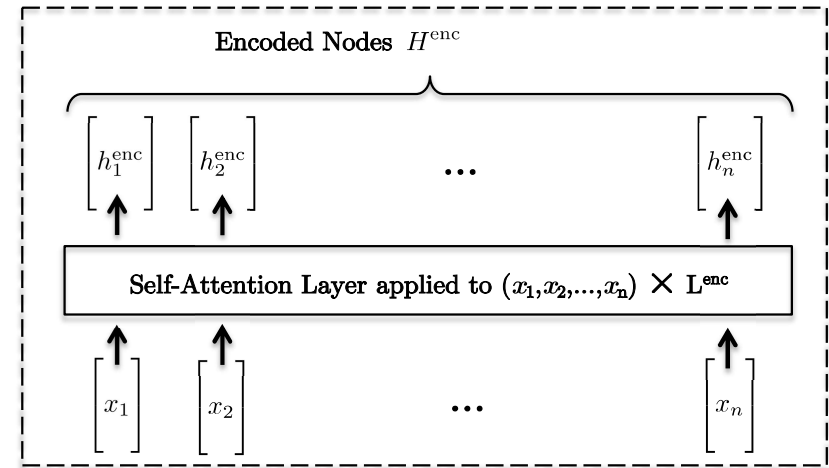 Encoded Nodes H^enc
h_1^enc h_2^enc ... h_n^enc
Self-Attention Layer applied to (x_1,x_2,...,x_n) × L^enc
x_1 x_2 ... x_n